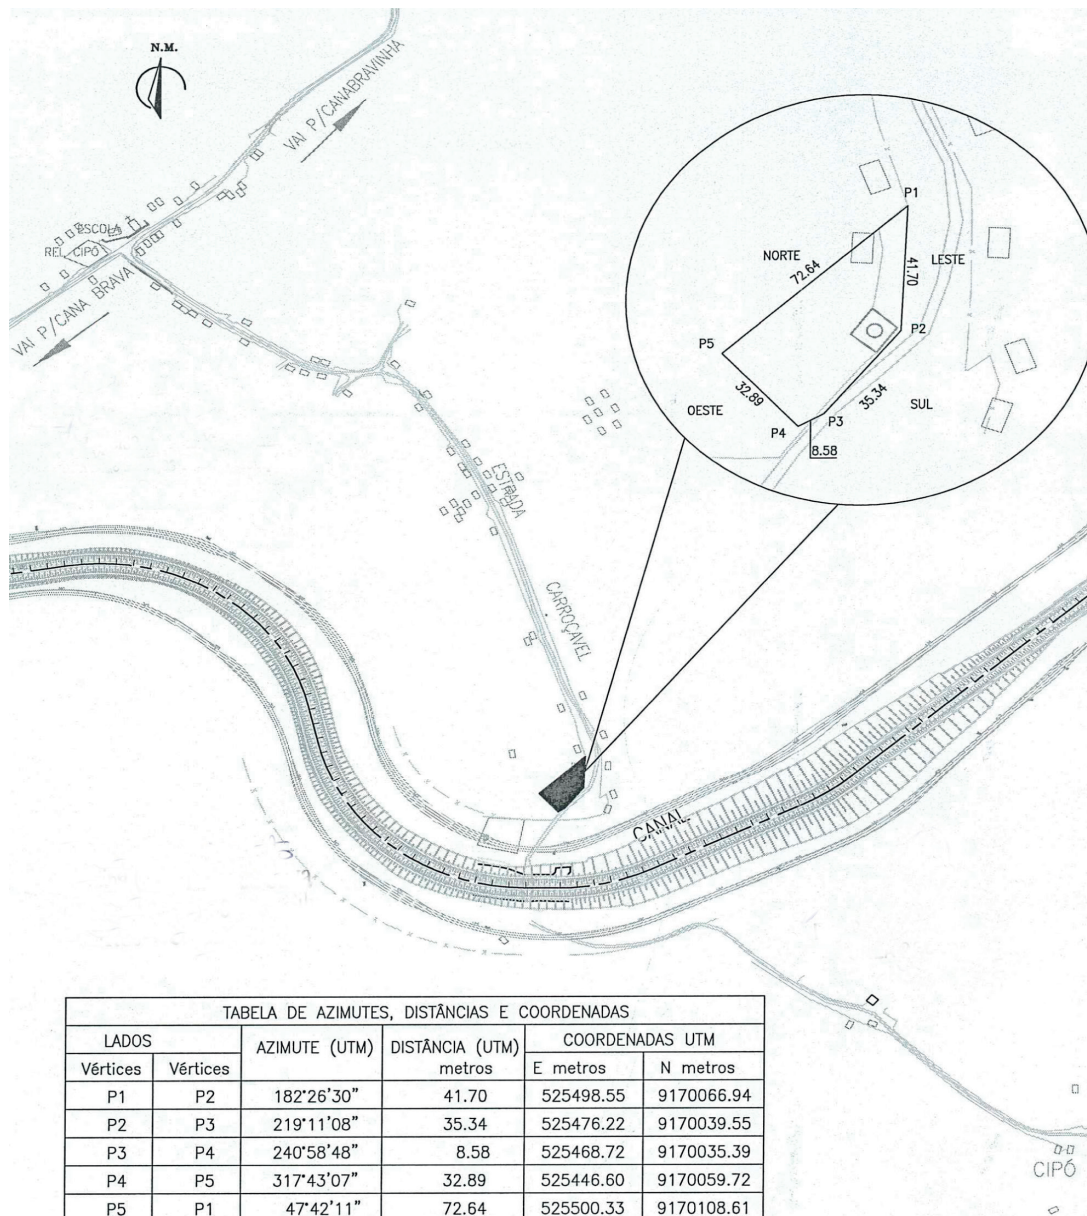 N.M.
VAI P/CANABRAVINHA
ESCOLA
REL. CIPÓ
VAI P/CANA BRAVA
P1
NORTE
LESTE
72.64
41.70
P2
P5
32.89
35.34
OESTE
SUL
P3
P4
8.58
ESTRADA
CARROÇAVEL
CANAL
TABELA DE AZIMUTES, DISTÂNCIAS E COORDENADAS
LADOS AZIMUTE (UTM) DISTÂNCIA (UTM) metros COORDENADAS UTM
Vértices Vértices E metros N metros
P1 P2 182°26'30" 41.70 525498.55 9170066.94
P2 P3 219°11'08" 35.34 525476.22 9170039.55
P3 P4 240°58'48" 8.58 525468.72 9170035.39
P4 P5 317°43'07" 32.89 525446.60 9170059.72
P5 P1 47°42'11" 72.64 525500.33 9170108.61
CIPÓ